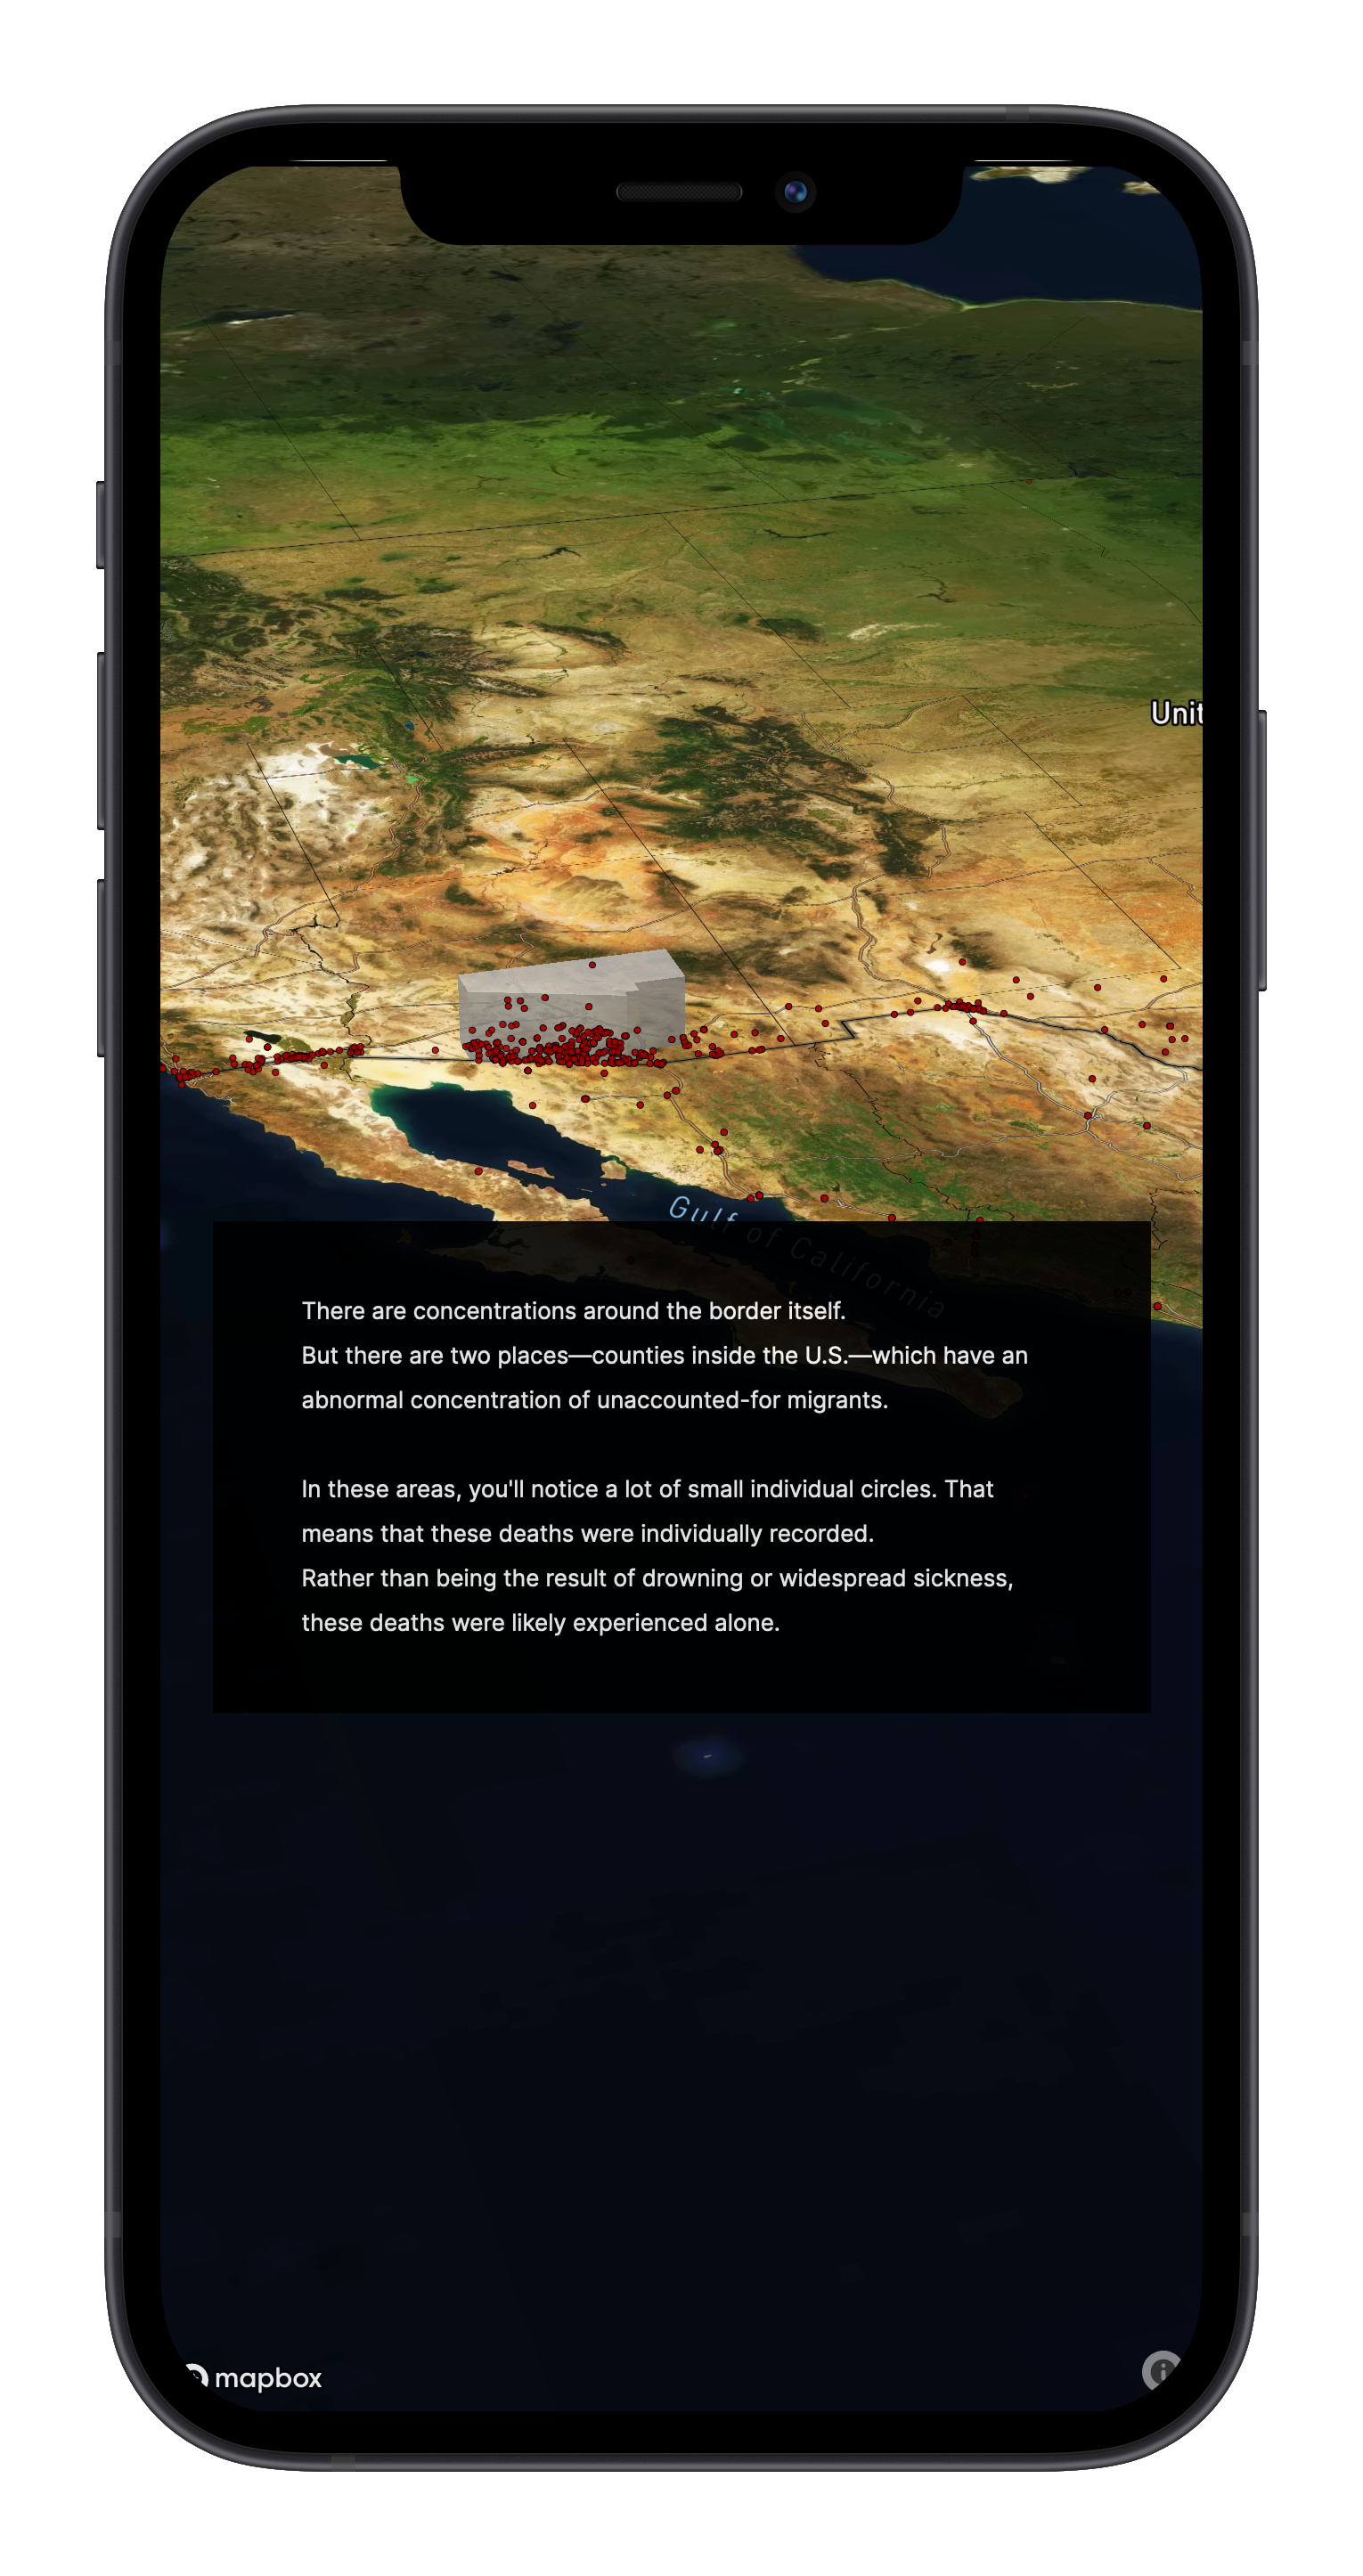 Unit
Gulf of California
There are concentrations around the border itself.
But there are two places—counties inside the U.S.—which have an
abnormal concentration of unaccounted-for migrants.
In these areas, you'll notice a lot of small individual circles. That
means that these deaths were individually recorded.
Rather than being the result of drowning or widespread sickness,
these deaths were likely experienced alone.
mapbox